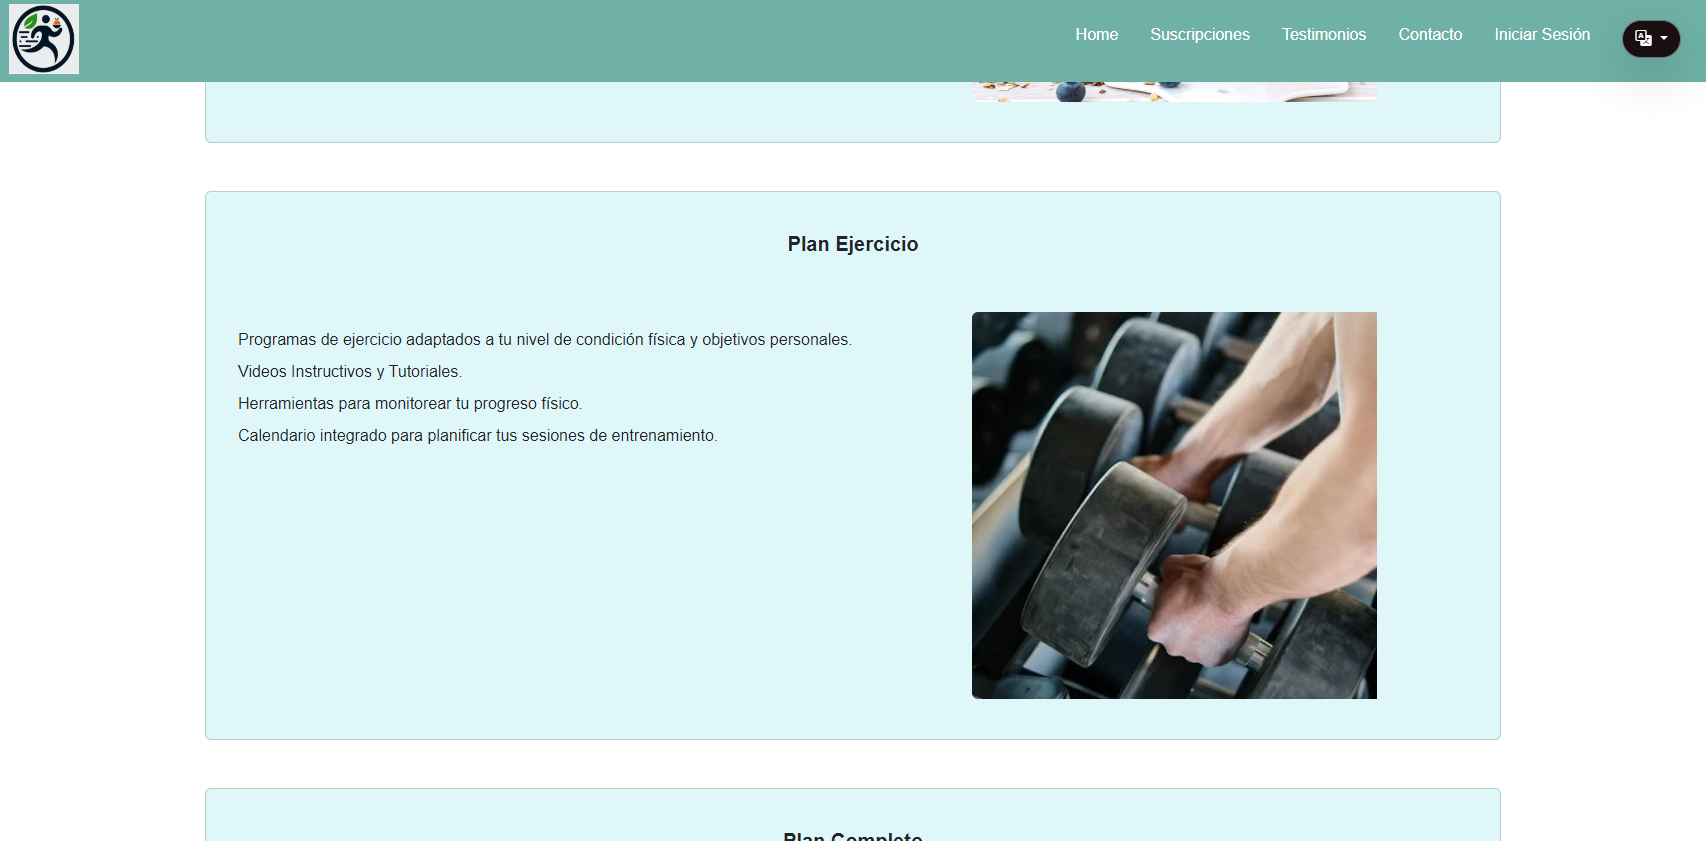 Home Suscripciones Testimonios Contacto Iniciar Sesión
Plan Ejercicio
Programas de ejercicio adaptados a tu nivel de condición física y objetivos personales.
Videos Instructivos y Tutoriales.
Herramientas para monitorear tu progreso físico.
Calendario integrado para planificar tus sesiones de entrenamiento.
Plan Completo